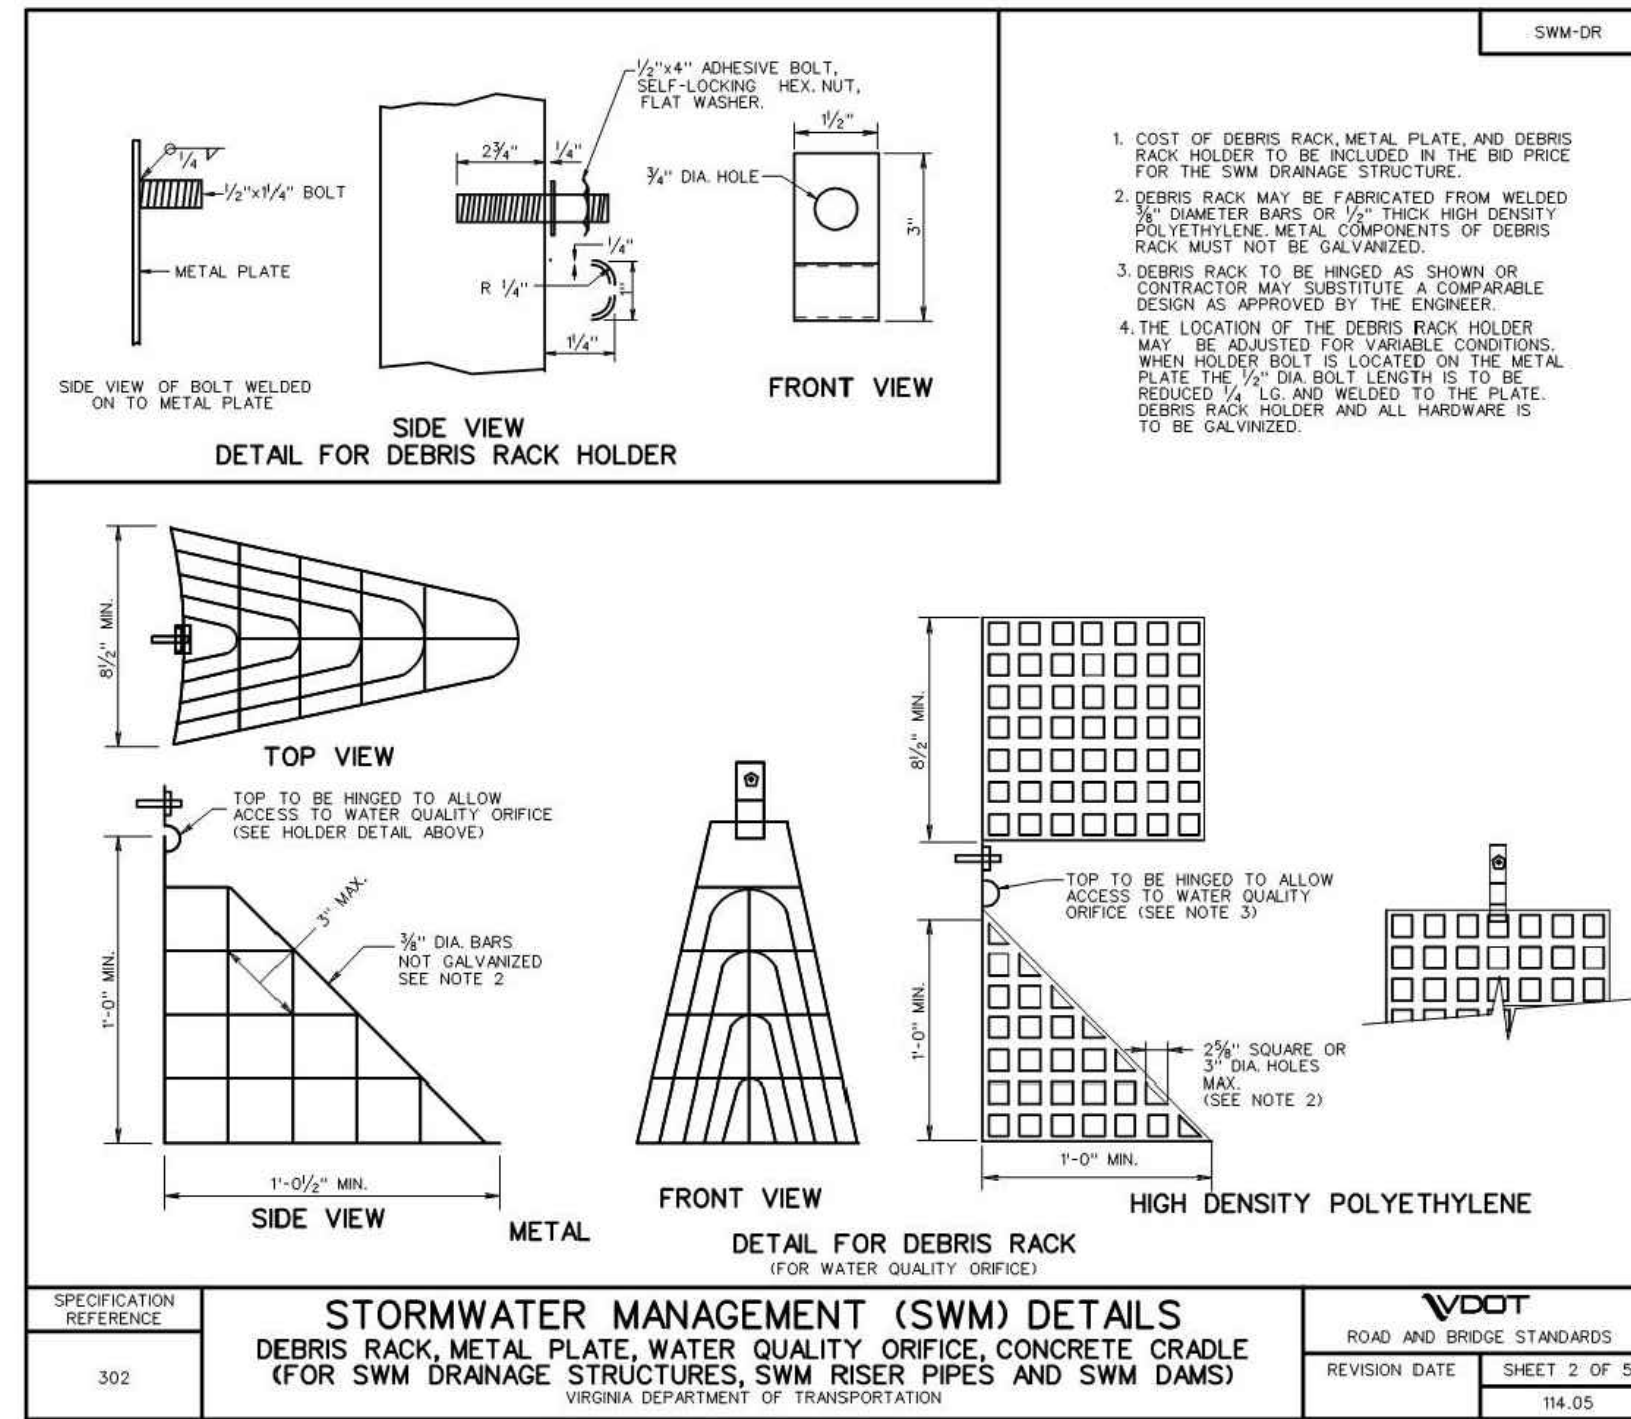 SWM-DR
1/2"x4" ADHESIVE BOLT,
SELF-LOCKING HEX. NUT,
FLAT WASHER.
1/4
1/2"x1 1/4" BOLT
METAL PLATE
SIDE VIEW OF BOLT WELDED
ON TO METAL PLATE
2 3/4"
1/4"
1/4"
R 1/4"
1"
1 1/4"
SIDE VIEW
1 1/2"
3/4" DIA. HOLE
3"
FRONT VIEW
DETAIL FOR DEBRIS RACK HOLDER
1. COST OF DEBRIS RACK, METAL PLATE, AND DEBRIS
RACK HOLDER TO BE INCLUDED IN THE BID PRICE
FOR THE SWM DRAINAGE STRUCTURE.
2. DEBRIS RACK MAY BE FABRICATED FROM WELDED
3/8" DIAMETER BARS OR 1/2" THICK HIGH DENSITY
POLYETHYLENE. METAL COMPONENTS OF DEBRIS
RACK MUST NOT BE GALVANIZED.
3. DEBRIS RACK TO BE HINGED AS SHOWN OR
CONTRACTOR MAY SUBSTITUTE A COMPARABLE
DESIGN AS APPROVED BY THE ENGINEER.
4. THE LOCATION OF THE DEBRIS RACK HOLDER
MAY BE ADJUSTED FOR VARIABLE CONDITIONS.
WHEN HOLDER BOLT IS LOCATED ON THE METAL
PLATE THE 1/2" DIA. BOLT LENGTH IS TO BE
REDUCED 1/4" LG. AND WELDED TO THE PLATE.
DEBRIS RACK HOLDER AND ALL HARDWARE IS
TO BE GALVINIZED.
8 1/2" MIN.
TOP VIEW
TOP TO BE HINGED TO ALLOW
ACCESS TO WATER QUALITY ORIFICE
(SEE HOLDER DETAIL ABOVE)
3" MAX.
3/8" DIA. BARS
NOT GALVANIZED
SEE NOTE 2
1'-0" MIN.
1'-0 1/2" MIN.
SIDE VIEW
METAL
FRONT VIEW
8 1/2" MIN.
TOP TO BE HINGED TO ALLOW
ACCESS TO WATER QUALITY
ORIFICE (SEE NOTE 3)
1'-0" MIN.
2 5/8" SQUARE OR
3" DIA. HOLES
MAX.
(SEE NOTE 2)
1'-0" MIN.
HIGH DENSITY POLYETHYLENE
DETAIL FOR DEBRIS RACK
(FOR WATER QUALITY ORIFICE)
SPECIFICATION
REFERENCE
302
STORMWATER MANAGEMENT (SWM) DETAILS
DEBRIS RACK, METAL PLATE, WATER QUALITY ORIFICE, CONCRETE CRADLE
(FOR SWM DRAINAGE STRUCTURES, SWM RISER PIPES AND SWM DAMS)
VIRGINIA DEPARTMENT OF TRANSPORTATION
VDOT
ROAD AND BRIDGE STANDARDS
REVISION DATE
SHEET 2 OF 5
114.05